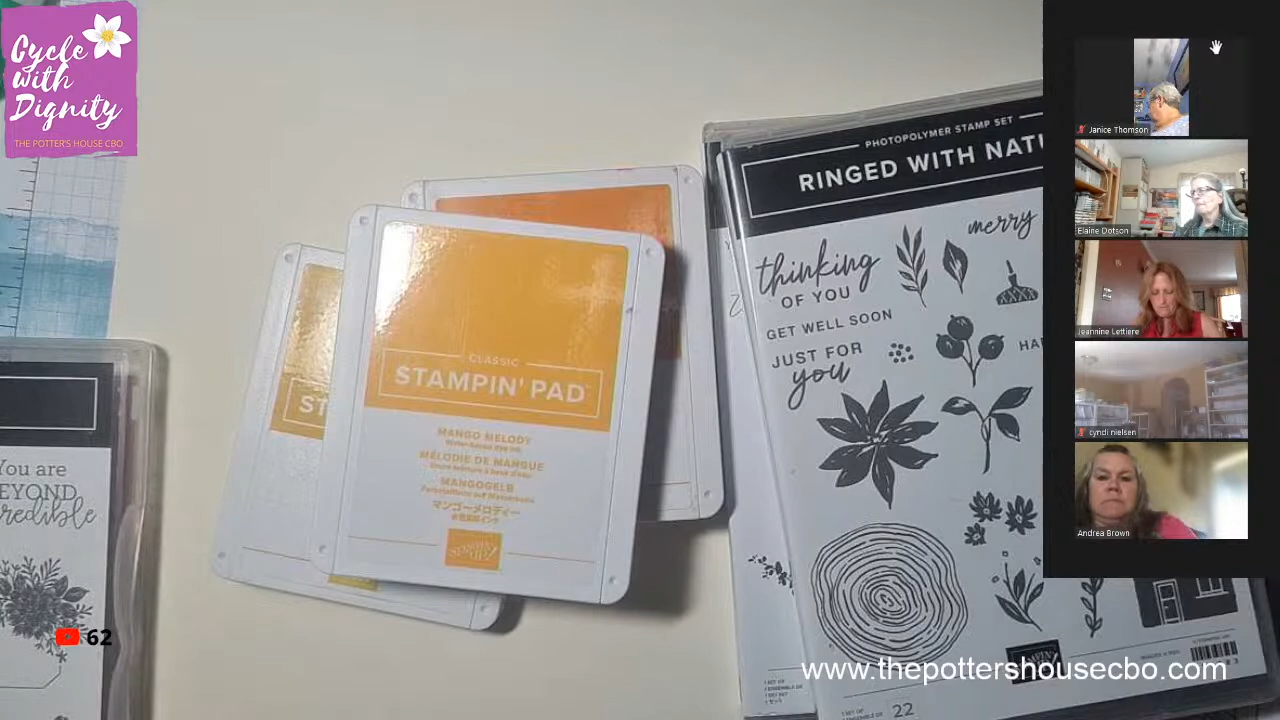 Cycle
with
Dignity
THE POTTER'S HOUSE CBO
CLASSIC
STAMPIN' PAD
MANGO MELODY
MÉLODIE DE MANGUE
MANGOGELB
マンゴーメロディー
ST
PHOTOPOLYMER STAMP SET
RINGED WITH NATU
merry
thinking
OF YOU
GET WELL SOON
JUST FOR
you
HA
22
You are
EYOND
redible
62
www.thepottershousecbo.com
Janice Thomson
Elaine Dotson
Jeannine Lettiere
cyndi nielsen
Andrea Brown